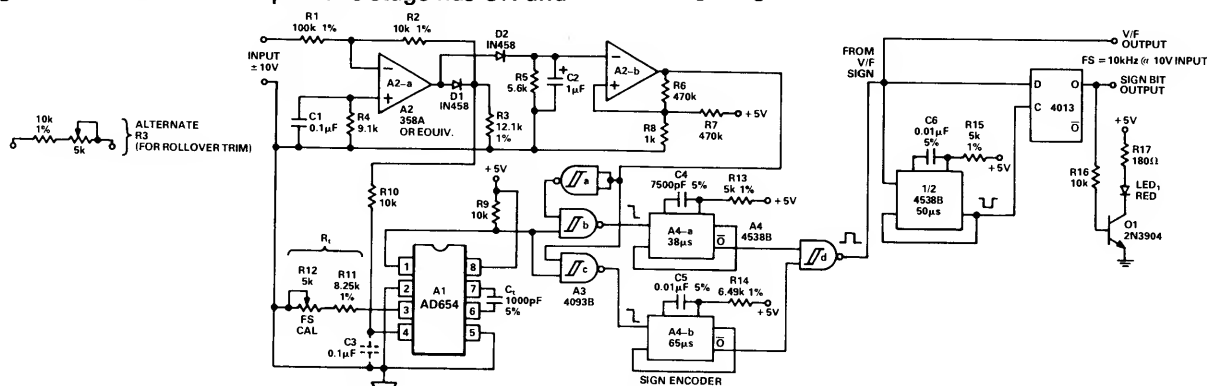 R1
100k 1%
R2
10k 1%
INPUT
± 10V
A2-a
A2
358A
OR EQUIV.
D1
IN458
D2
IN458
C1
0.1µF
R4
9.1k
R3
12.1k
1%
R5
5.6k
C2
1µF
A2-b
R6
470k
R7
470k
+5V
R8
1k
10k
1%
5k
ALTERNATE
R3
(FOR ROLLOVER TRIM)
R10
10k
+5V
R9
10k
Rt
R12
5k
R11
8.25k
1%
FS
CAL
C3
0.1µF
A1
AD654
1
2
3
4
8
7
6
5
Ct
1000pF
5%
a
b
c
A3
4093B
C4
7500pF 5%
R13
5k 1%
+5V
A4-a
38µs
O
A4
4538B
C5
0.01µF 5%
R14
6.49k 1%
+5V
A4-b
65µs
O
SIGN ENCODER
d
FROM
V/F
SIGN
V/F
OUTPUT
FS = 10kHz @ 10V INPUT
C6
0.01µF
5%
R15
5k
1%
+5V
1/2
4538B
50µs
D
O
C
4013
O
SIGN BIT
OUTPUT
+5V
R17
180Ω
LED1
RED
R16
10k
O1
2N3904